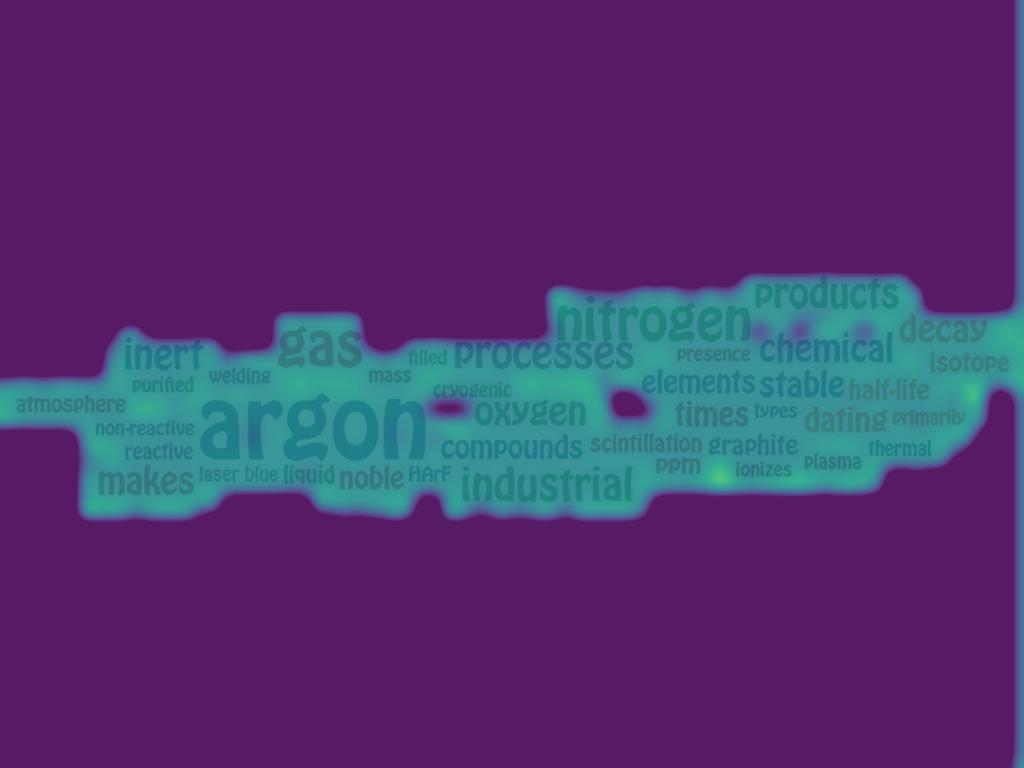 products
nitrogen decay
inert gas filled processes presence chemical isotope
purified welding mass cryogenic elements stable half-life
atmosphere argon oxygen times types dating primarily
non-reactive
reactive compounds scintillation graphite thermal
makes laser blue liquid noble HArF industrial ppm ionizes plasma